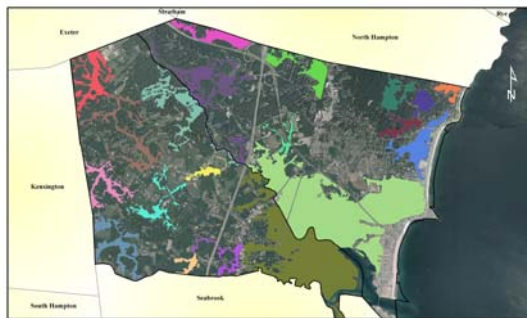 Stratham
Rye
Exeter
North Hampton
N
Kensington
South Hampton
Seabrook